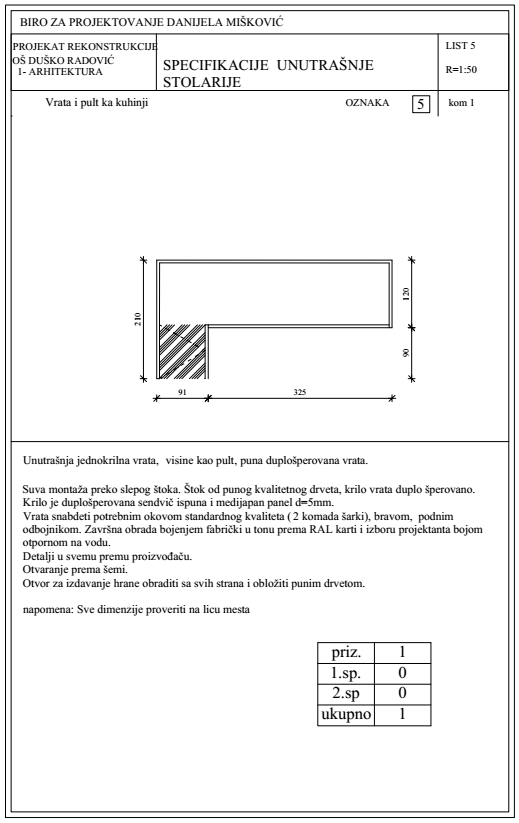 BIRO ZA PROJEKTOVANJE DANIJELA MIŠKOVIĆ
PROJEKAT REKONSTRUKCIJE
OŠ DUŠKO RADOVIĆ
1- ARHITEKTURA
SPECIFIKACIJE UNUTRAŠNJE
STOLARIJE
LIST 5
R=1:50
Vrata i pult ka kuhinji
OZNAKA 5 kom 1
210
120
90
91
325
Unutrašnja jednokrilna vrata, visine kao pult, puna duplošperovana vrata.
Suva montaža preko slepog štoka. Štok od punog kvalitetnog drveta, krilo vrata duplo šperovano.
Krilo je duplošperovana sendvič ispuna i medijapan panel d=5mm.
Vrata snabdeti potrebnim okovom standardnog kvaliteta ( 2 komada šarki), bravom, podnim
odbojnikom. Završna obrada bojenjem fabrički u tonu prema RAL karti i izboru projektanta bojom
otpornom na vodu.
Detalji u svemu premu proizvođaču.
Otvaranje prema šemi.
Otvor za izdavanje hrane obraditi sa svih strana i obložiti punim drvetom.
napomena: Sve dimenzije proveriti na licu mesta
priz. 1
1.sp. 0
2.sp 0
ukupno 1